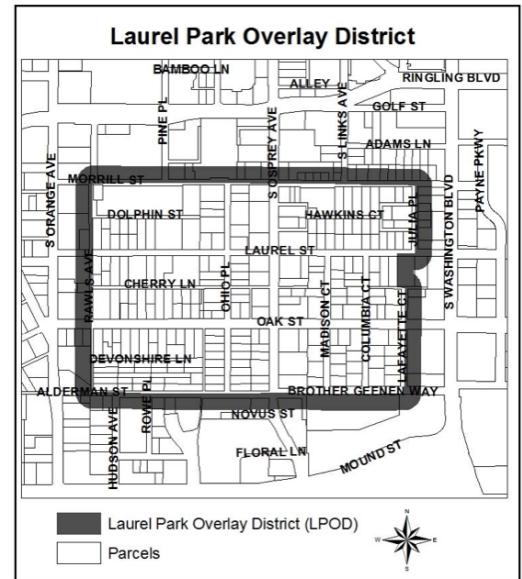 Laurel Park Overlay District
BAMBOO LN
ALLEY
RINGLING BLVD
GOLF ST
PINE PL
S OSPREY AVE
S LINKS AVE
ADAMS LN
S ORANGE AVE
MORRILL ST
PAYNE PKWY
S WASHINGTON BLVD
JULIA PL
DOLPHIN ST
HAWKINS CT
LAUREL ST
RAWLS AVE
CHERRY LN
OHIO PL
MADISON CT
COLUMBIA CT
LAFAYETTE CT
OAK ST
DEVONSHIRE LN
ALDERMAN ST
ROWE PL
BROTHER GEENEN WAY
HUDSON AVE
NOVUS ST
FLORAL LN
MOUND ST
Laurel Park Overlay District (LPOD)
Parcels
N
W
E
S